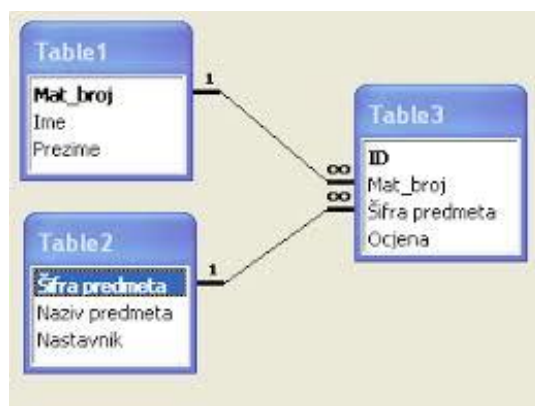 Table1
Mat_broj
Ime
Prezime
1
Table2
Šifra predmeta
Naziv predmeta
Nastavnik
1
Table3
ID
Mat_broj
Šifra predmeta
Ocjena
∞
∞